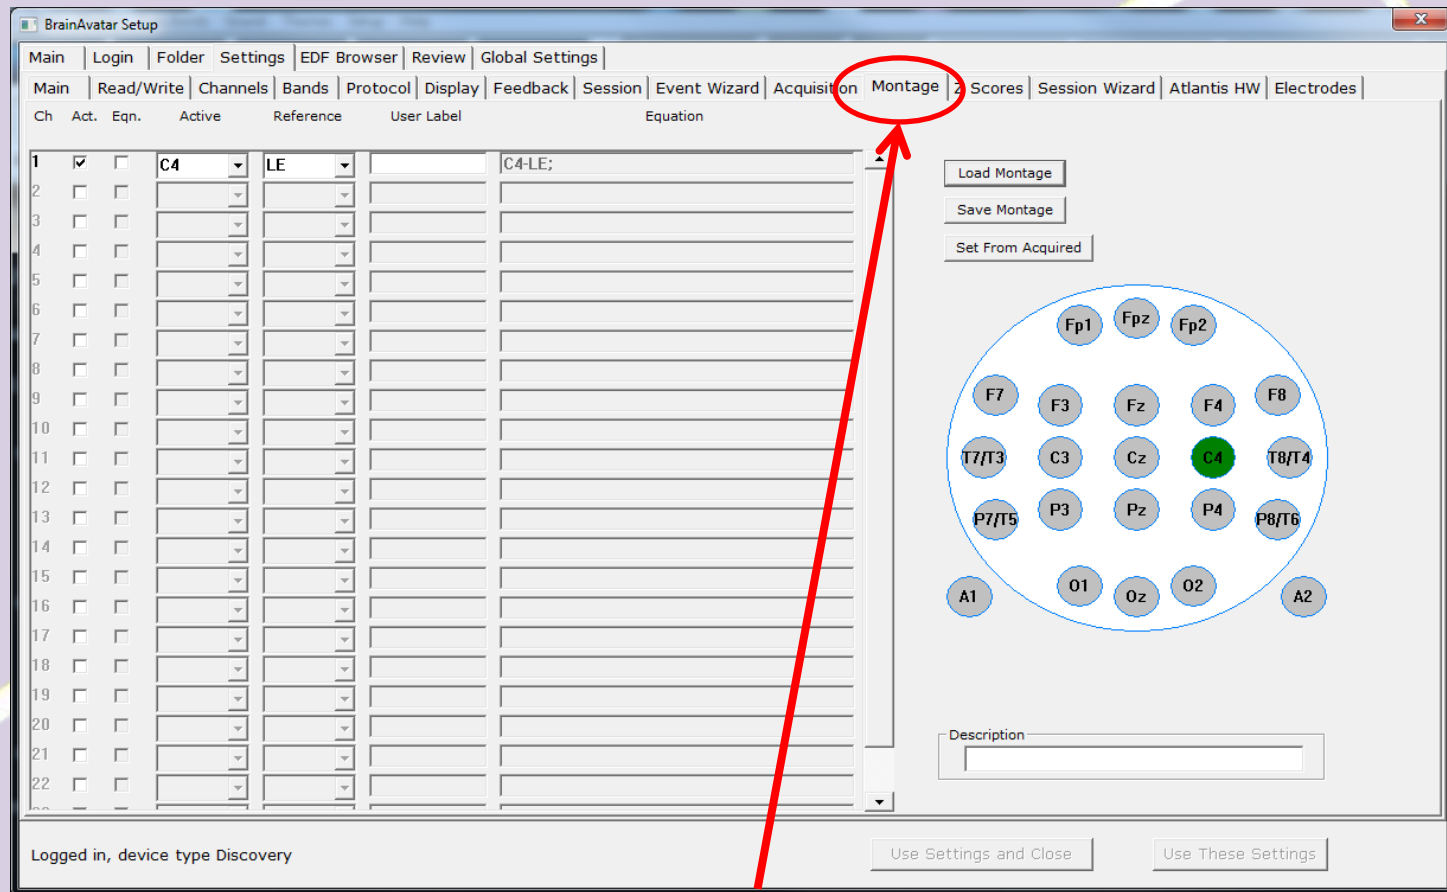 BrainAvatar Setup
Main Login Folder Settings EDF Browser Review Global Settings
Main Read/Write Channels Bands Protocol Display Feedback Session Event Wizard Acquisition Montage Z Scores Session Wizard Atlantis HW Electrodes
Ch Act. Eqn. Active Reference User Label Equation
1 C4 LE C4-LE;
2
3
4
5
6
7
8
9
10
11
12
13
14
15
16
17
18
19
20
21
22
Load Montage
Save Montage
Set From Acquired
Fp1 Fpz Fp2
F7 F3 Fz F4 F8
T7/T3 C3 Cz C4 T8/T4
P7/T5 P3 Pz P4 P8/T6
A1 O1 Oz O2 A2
Description
Logged in, device type Discovery
Use Settings and Close Use These Settings